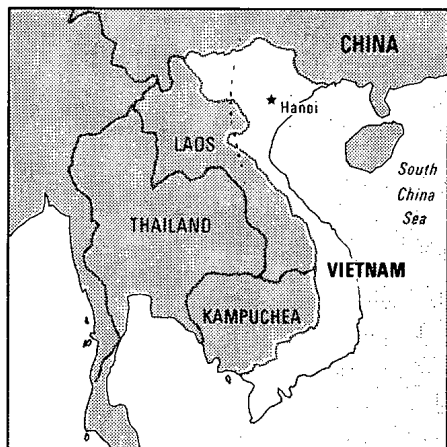 CHINA
★ Hanoi
LAOS
South
China
Sea
THAILAND
VIETNAM
KAMPUCHEA